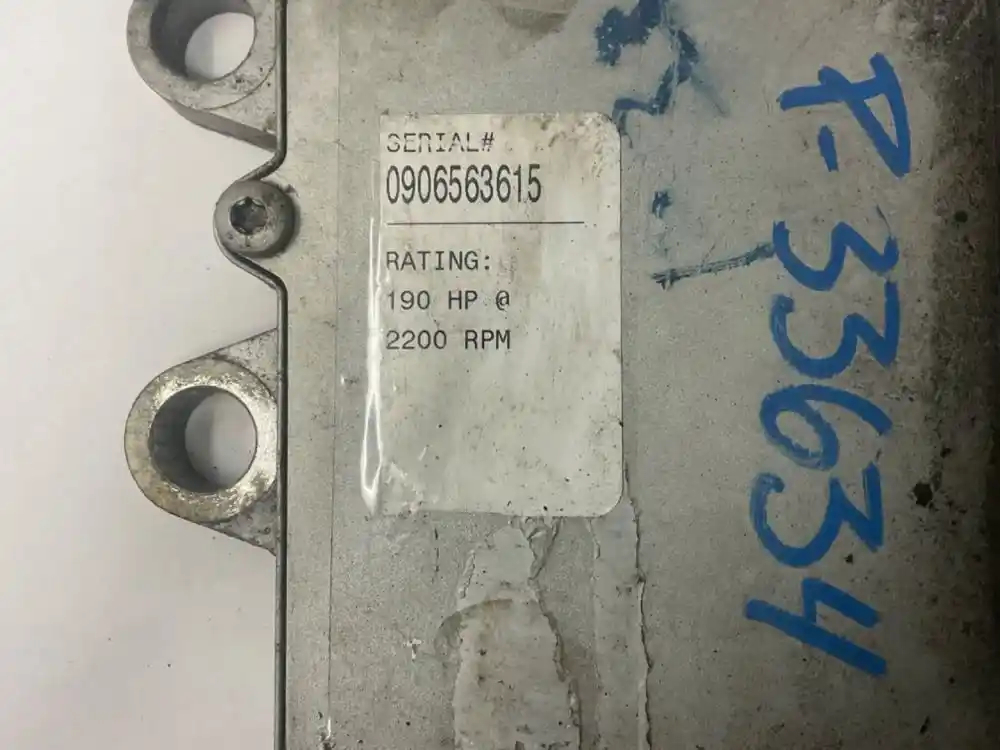 SERIAL#
0906563615
RATING:
190 HP @
2200 RPM
P-33634